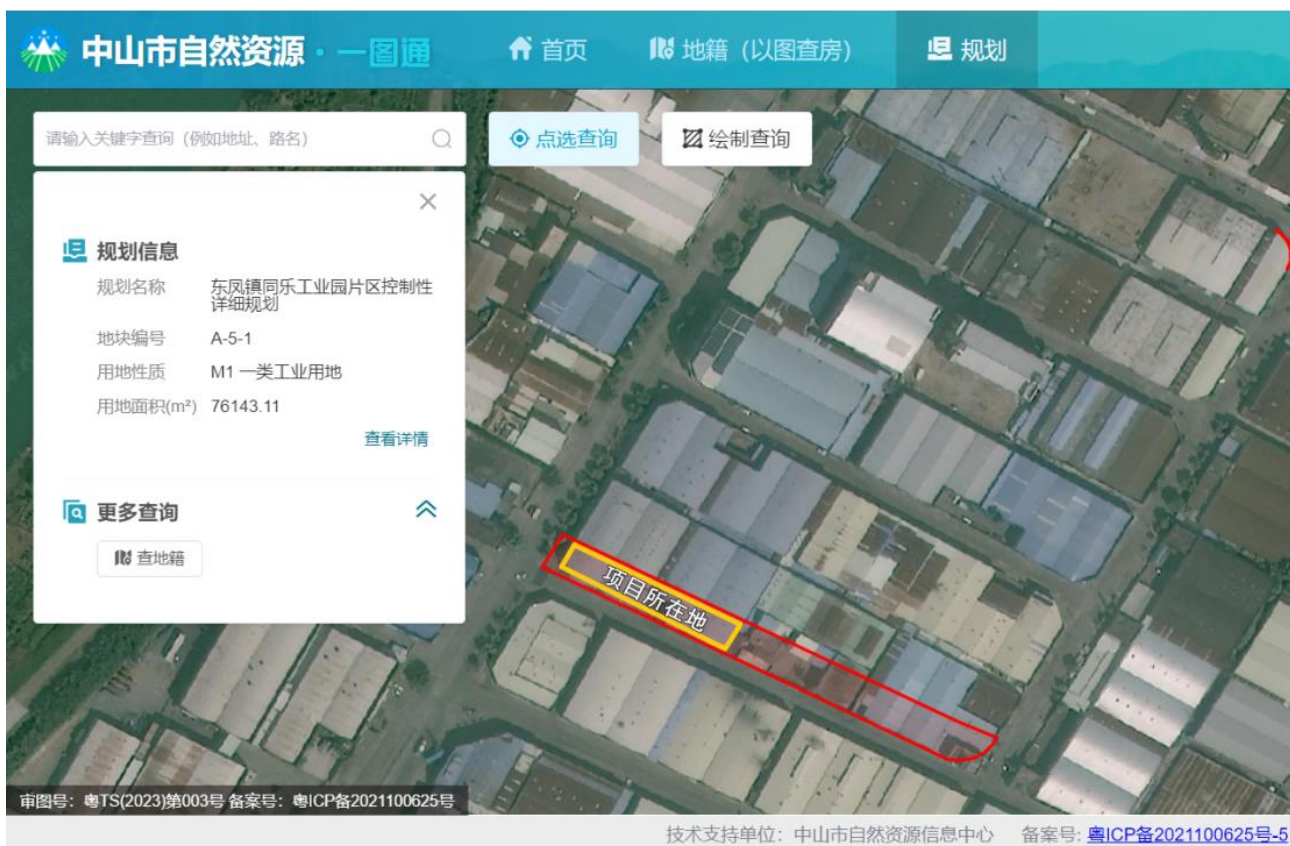 中山市自然资源·一图通
首页
地籍（以图查房）
规划
请输入关键字查询（例如地址、路名）
点选查询
绘制查询
规划信息
规划名称 东凤镇同乐工业园片区控制性
详细规划
地块编号 A-5-1
用地性质 M1 一类工业用地
用地面积(m²) 76143.11
查看详情
更多查询
查地籍
项目所在地
审图号：粤TS(2023)第003号 备案号：粤ICP备2021100625号
技术支持单位：中山市自然资源信息中心 备案号: 粤ICP备2021100625号-5